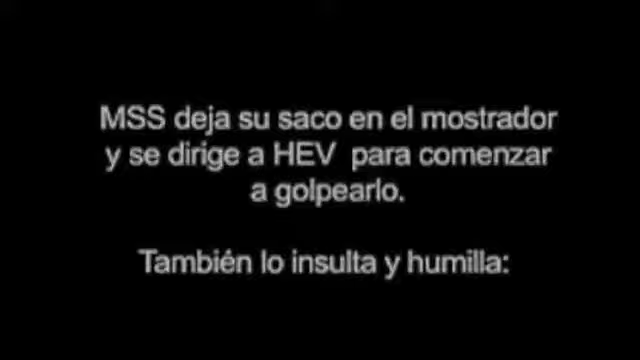 MSS deja su saco en el mostrador
y se dirige a HEV para comenzar
a golpearlo.
También lo insulta y humilla: